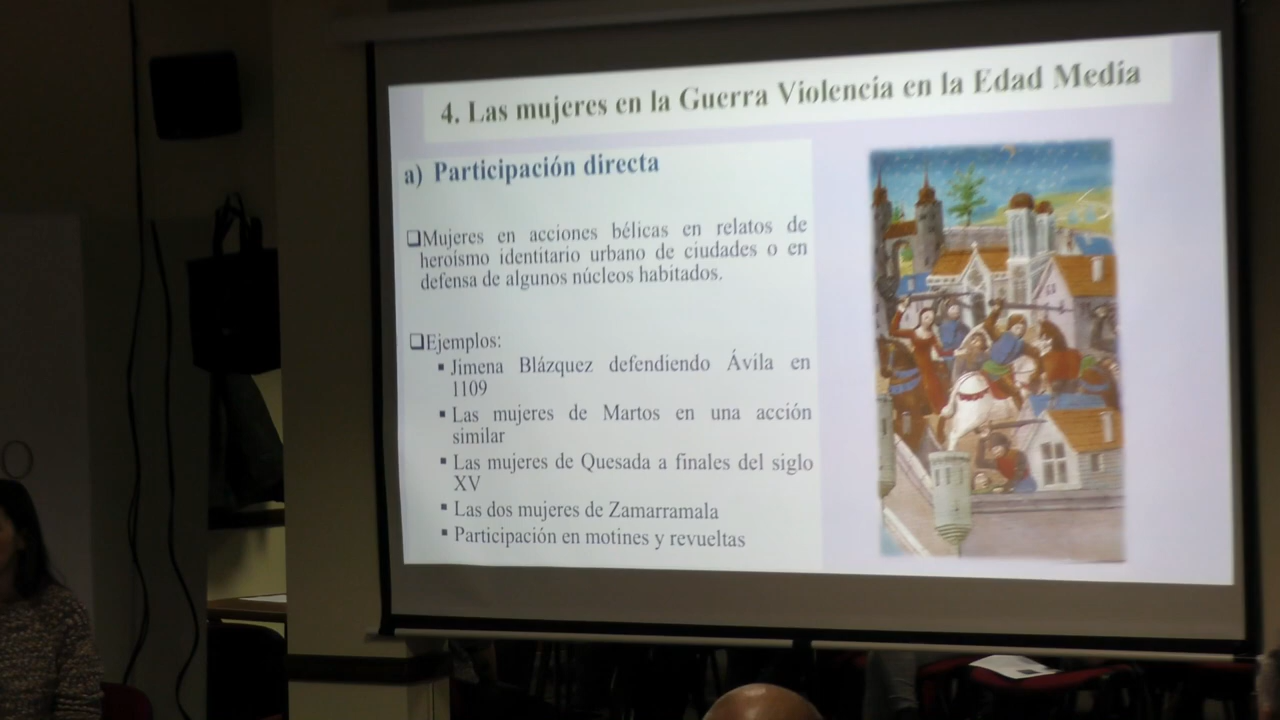 4. Las mujeres en la Guerra Violencia en la Edad Media
a) Participación directa
❑Mujeres en acciones bélicas en relatos de
heroísmo identitario urbano de ciudades o en
defensa de algunos núcleos habitados.
❑Ejemplos:
▪ Jimena Blázquez defendiendo Ávila en
1109
▪ Las mujeres de Martos en una acción
similar
▪ Las mujeres de Quesada a finales del siglo
XV
▪ Las dos mujeres de Zamarramala
▪ Participación en motines y revueltas